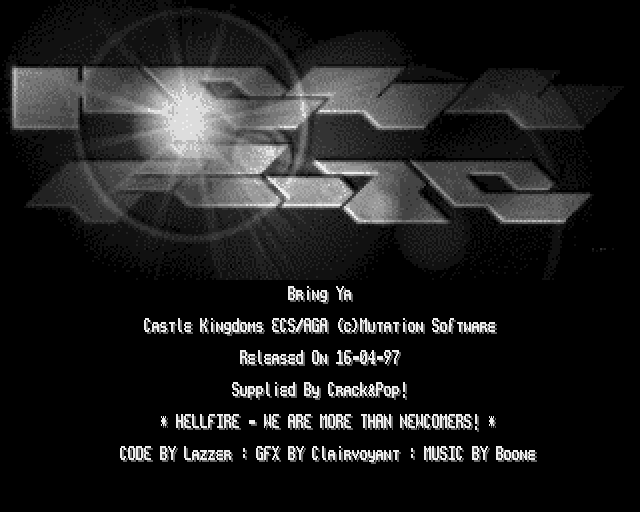 Bring Ya
Castle Kingdoms ECS/AGA (c)Mutation Software
Released On 16-04-97
Supplied By Crack&Pop!
* HELLFIRE - WE ARE MORE THAN NEWCOMERS! *
CODE BY Lazzer : GFX BY Clairvoyant : MUSIC BY Boone